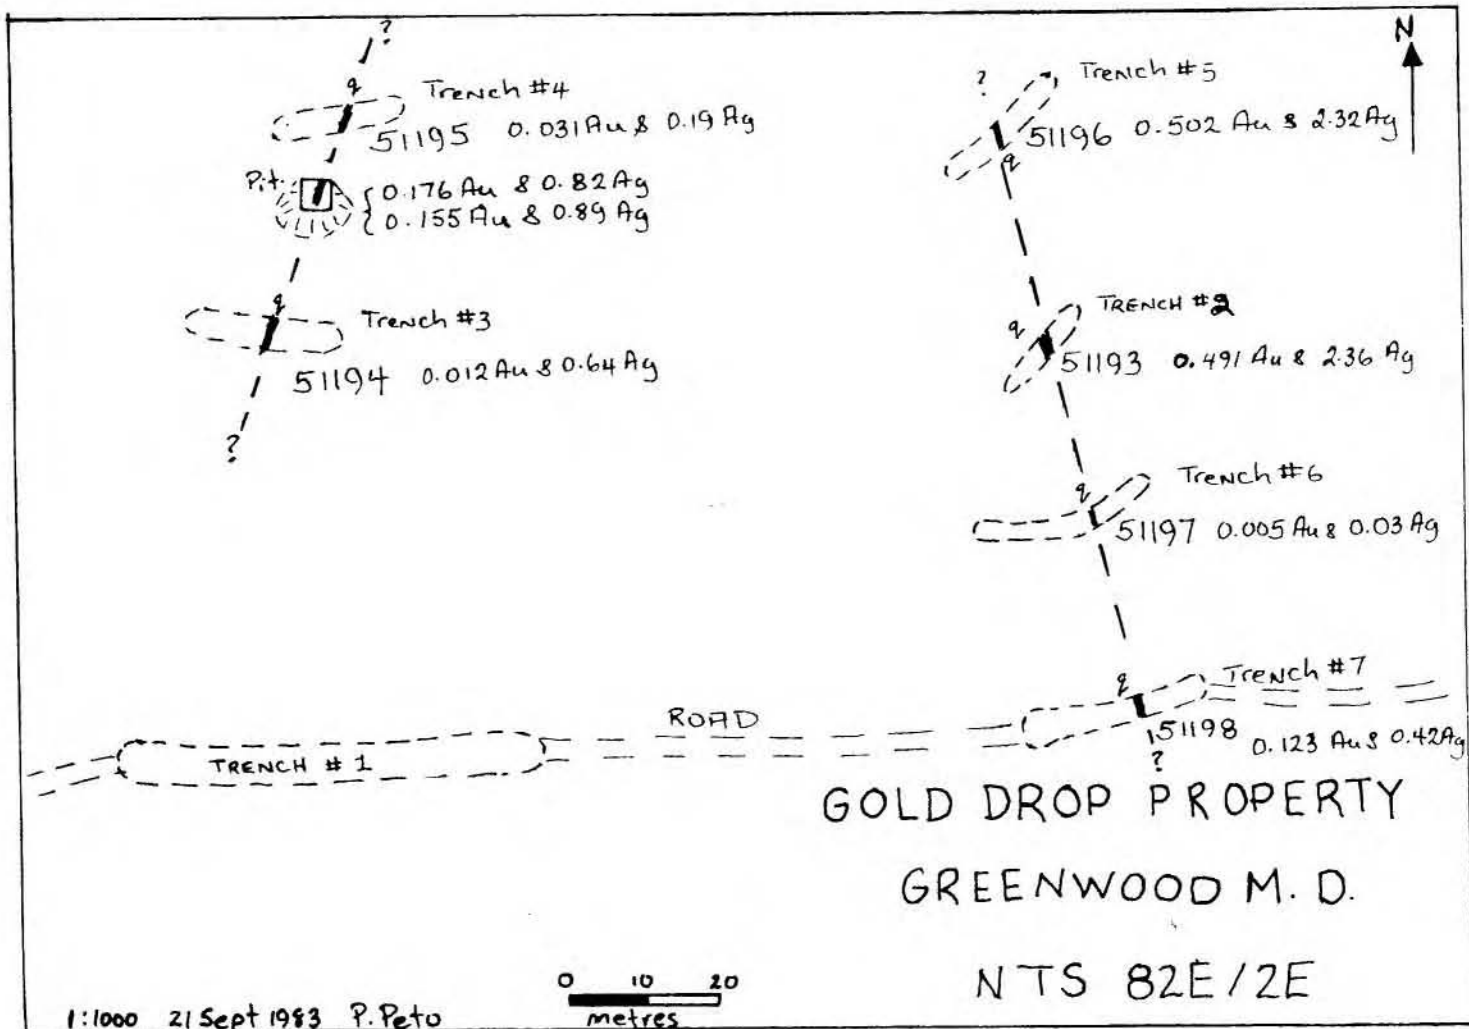 ?
N
q
Trench #4
51195 0.031 Au & 0.19 Ag
Pit
0.176 Au & 0.82 Ag
0.155 Au & 0.89 Ag
q
Trench #3
51194 0.012 Au & 0.64 Ag
?
?
Trench #5
51196 0.502 Au & 2.32 Ag
q
q
TRENCH #2
51193 0.491 Au & 2.36 Ag
q
Trench #6
51197 0.005 Au & 0.03 Ag
q
Trench #7
51198 0.123 Au & 0.42 Ag
?
ROAD
TRENCH # 1
GOLD DROP PROPERTY
GREENWOOD M. D.
NTS 82E/2E
0 10 20
metres
1:1000 21 Sept 1983 P. Peto